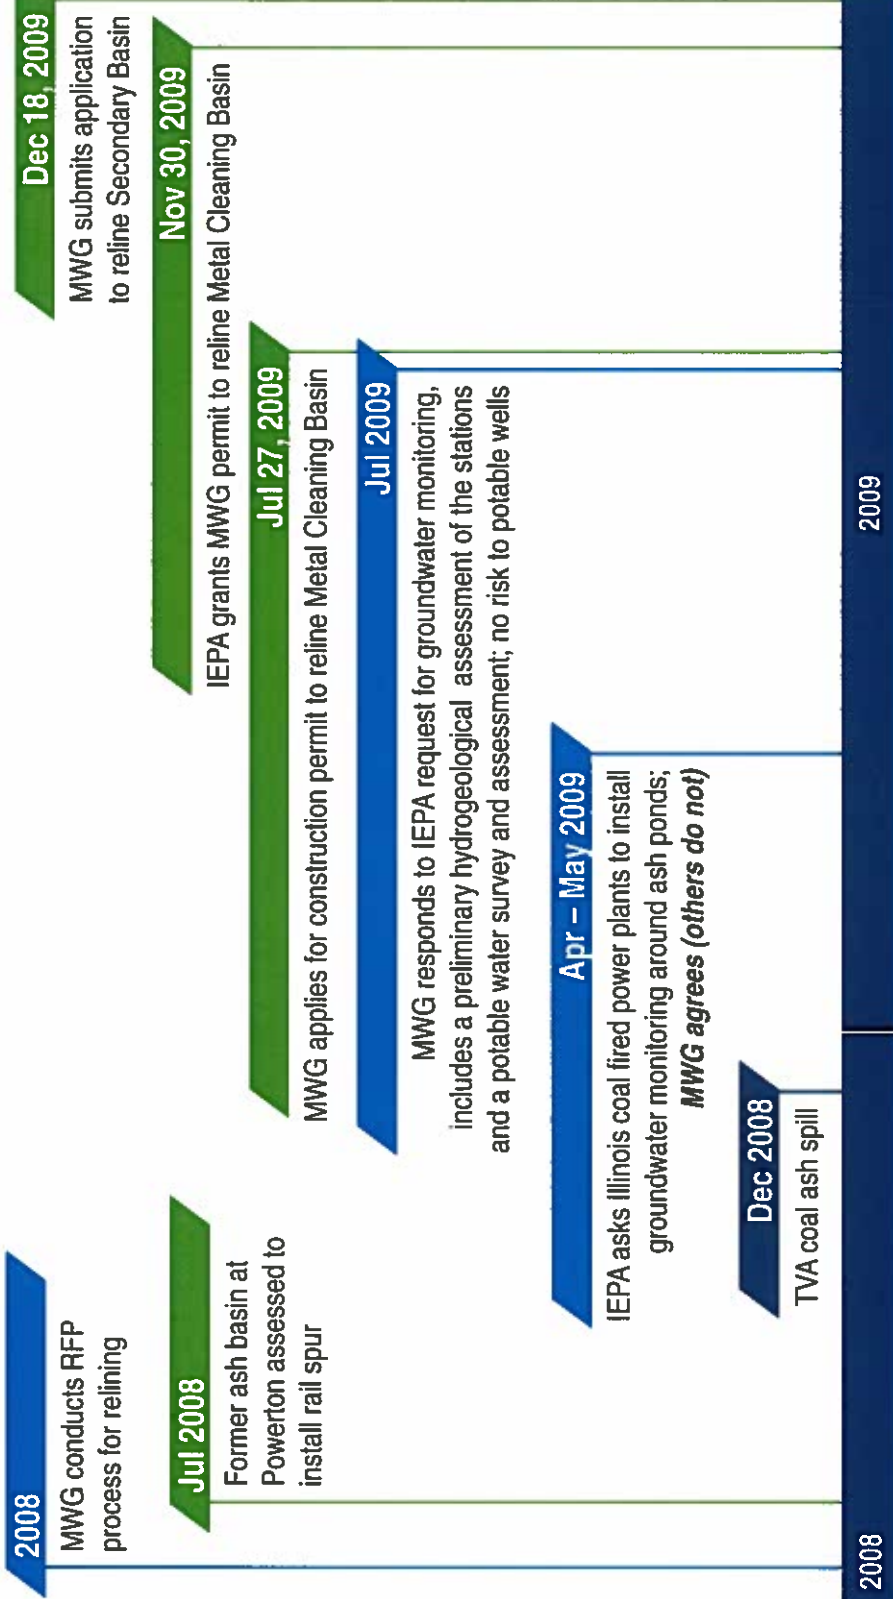 2008
MWG conducts RFP
process for relining
Jul 2008
Former ash basin at
Powerton assessed to
install rail spur
Dec 2008
TVA coal ash spill
Apr – May 2009
IEPA asks Illinois coal fired power plants to install
groundwater monitoring around ash ponds;
MWG agrees (others do not)
Jul 2009
MWG responds to IEPA request for groundwater monitoring,
includes a preliminary hydrogeological assessment of the stations
and a potable water survey and assessment; no risk to potable wells
Jul 27, 2009
MWG applies for construction permit to reline Metal Cleaning Basin
Nov 30, 2009
IEPA grants MWG permit to reline Metal Cleaning Basin
Dec 18, 2009
MWG submits application
to reline Secondary Basin
2008
2009